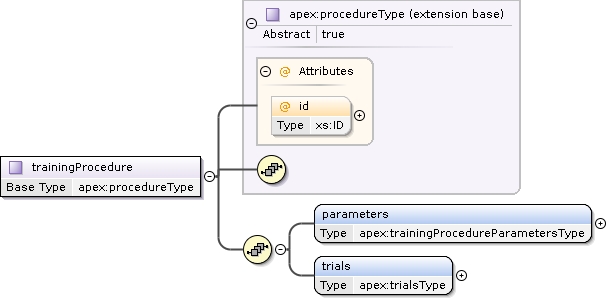 apex:procedureType (extension base)
Abstract true
@ Attributes
@ id
Type xs:ID
trainingProcedure
Base Type apex:procedureType
parameters
Type apex:trainingProcedureParametersType
trials
Type apex:trialsType